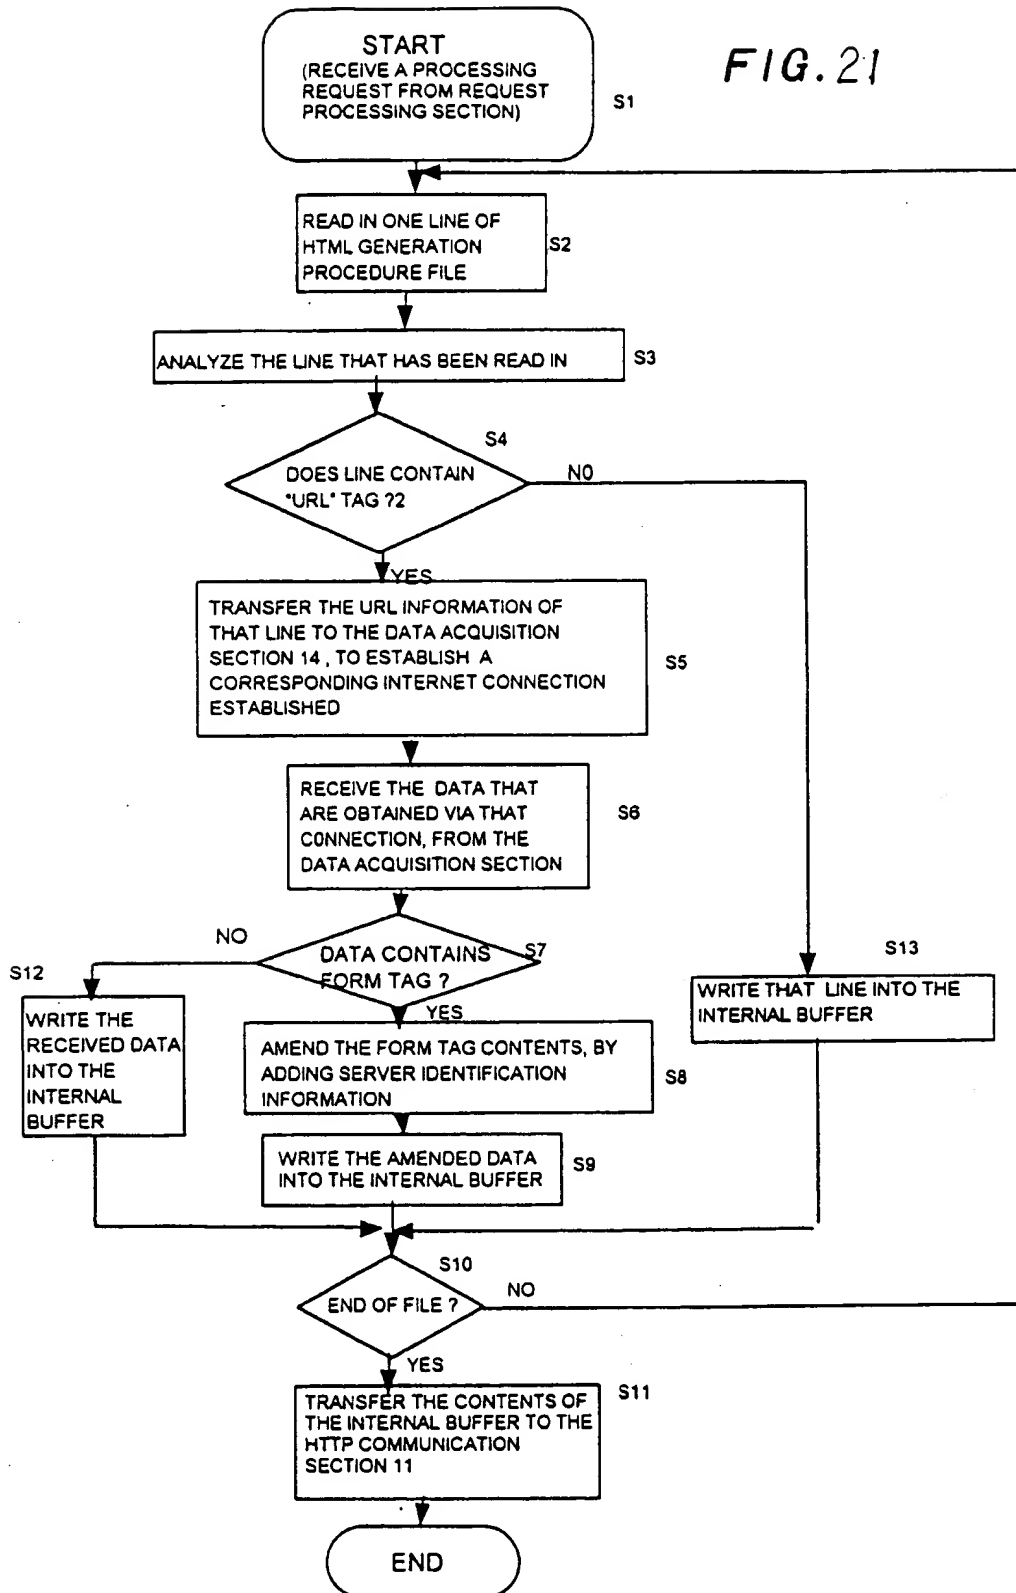 FIG.21
START
(RECEIVE A PROCESSING
REQUEST FROM REQUEST
PROCESSING SECTION)
S1
READ IN ONE LINE OF
HTML GENERATION
PROCEDURE FILE
S2
ANALYZE THE LINE THAT HAS BEEN READ IN
S3
S4
DOES LINE CONTAIN
"URL" TAG ?2
NO
YES
TRANSFER THE URL INFORMATION OF
THAT LINE TO THE DATA ACQUISITION
SECTION 14 , TO ESTABLISH A
CORRESPONDING INTERNET CONNECTION
ESTABLISHED
S5
RECEIVE THE DATA THAT
ARE OBTAINED VIA THAT
CONNECTION, FROM THE
DATA ACQUISITION SECTION
S6
NO
DATA CONTAINS
FORM TAG ?
S7
YES
S12
WRITE THE
RECEIVED DATA
INTO THE
INTERNAL
BUFFER
AMEND THE FORM TAG CONTENTS, BY
ADDING SERVER IDENTIFICATION
INFORMATION
S8
S13
WRITE THAT LINE INTO THE
INTERNAL BUFFER
WRITE THE AMENDED DATA
INTO THE INTERNAL BUFFER
S9
S10
END OF FILE ?
NO
YES
TRANSFER THE CONTENTS OF
THE INTERNAL BUFFER TO THE
HTTP COMMUNICATION
SECTION 11
S11
END